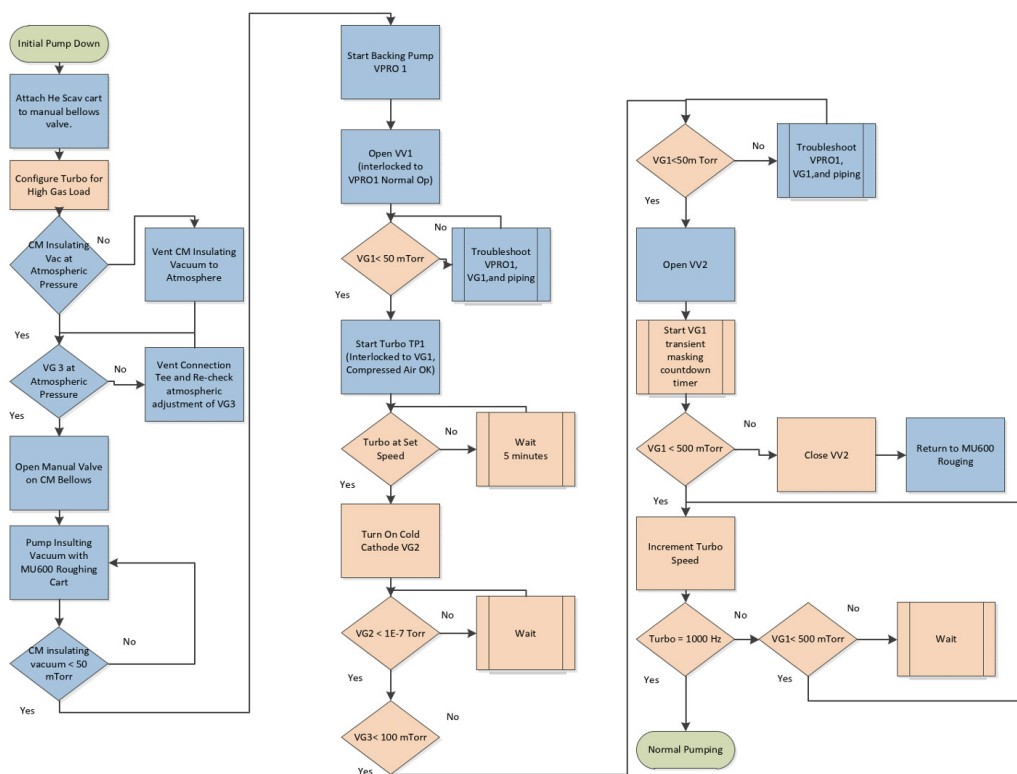 Initial Pump Down
Attach He Scav cart
to manual bellows
valve.
Configure Turbo for
High Gas Load
CM Insulating
Vac at
Atmospheric
Pressure
No
Vent CM Insulating
Vacuum to
Atmosphere
Yes
VG 3 at
Atmospheric
Pressure
No
Vent Connection
Tee and Re-check
atmospheric
adjustment of VG3
Yes
Open Manual Valve
on CM Bellows
Pump Insulting
Vacuum with
MU600 Roughing
Cart
CM insulating
vacuum < 50
mTorr
No
Yes
Start Backing Pump
VPRO 1
Open VV1
(interlocked to
VPRO1 Normal Op)
VG1< 50 mTorr
No
Troubleshoot
VPRO1,
VG1,and piping
Yes
Start Turbo TP1
(Interlocked to VG1,
Compressed Air OK)
Turbo at Set
Speed
No
Wait
5 minutes
Yes
Turn On Cold
Cathode VG2
VG2 < 1E-7 Torr
No
Wait
Yes
VG3< 100 mTorr
No
Yes
VG1<50m Torr
No
Troubleshoot
VPRO1,
VG1,and piping
Yes
Open VV2
Start VG1
transient
masking
countdown
timer
VG1 < 500 mTorr
No
Close VV2
Return to MU600
Rouging
Yes
Increment Turbo
Speed
Turbo = 1000 Hz
No
VG1< 500 mTorr
No
Wait
Yes
Yes
Normal Pumping